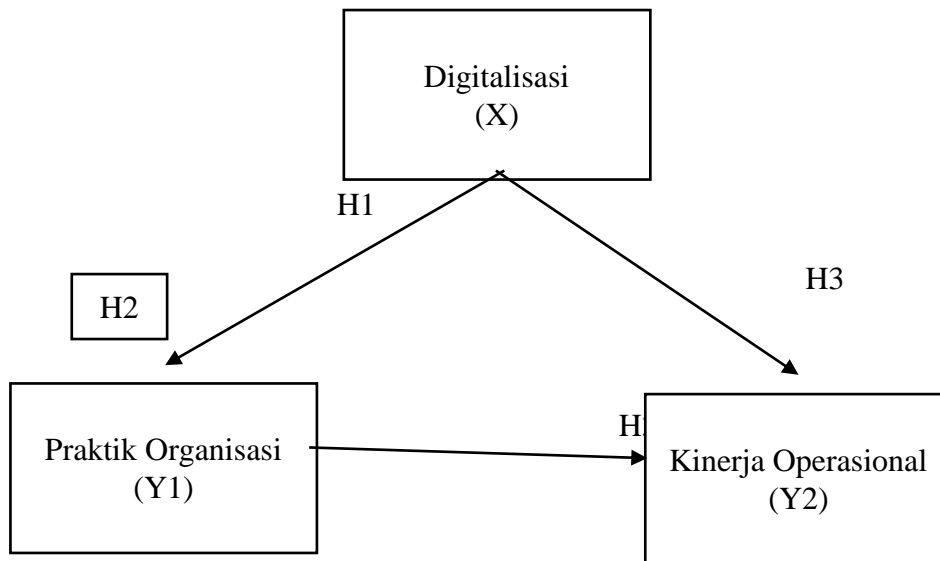 Digitalisasi
(X)
H1
H3
H2
Praktik Organisasi
(Y1)
Kinerja Operasional
(Y2)